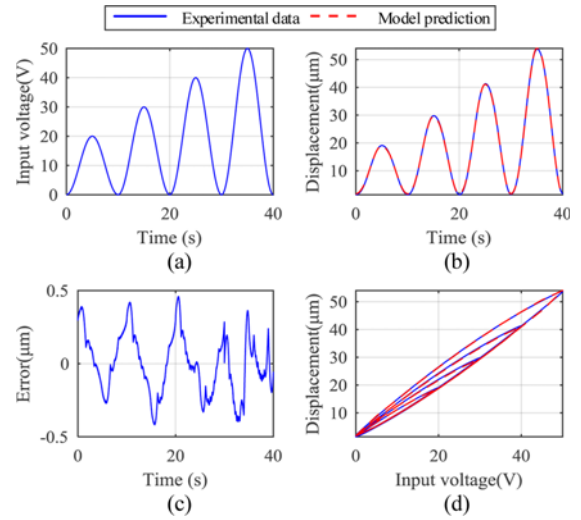 Experimental data Model prediction
Input voltage(V)
50
40
30
20
10
0
0 20 40
Time (s)
(a)
Displacement(μm)
50
40
30
20
10
0 20 40
Time (s)
(b)
Error(μm)
0.5
0
-0.5
0 20 40
Time (s)
(c)
Displacement(μm)
50
40
30
20
10
0 20 40
Input voltage(V)
(d)